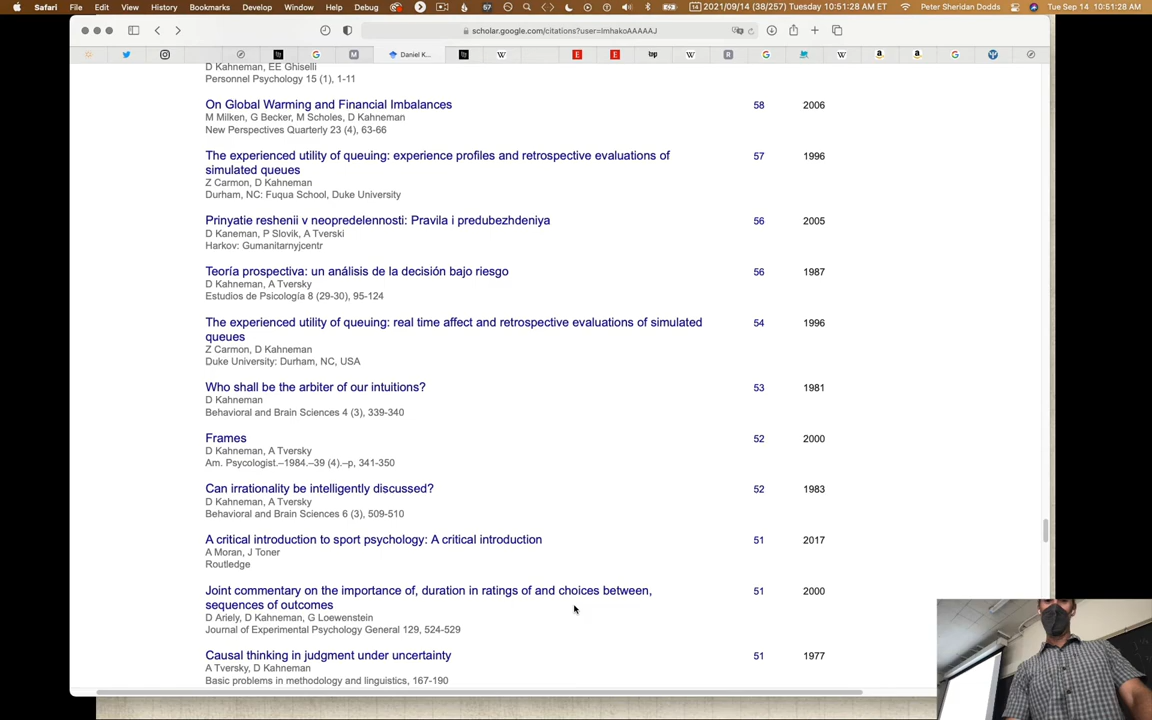 Safari File Edit View History Bookmarks Develop Window Help Debug 67 14 2021/09/14 (38/257) Tuesday 10:51:28 AM ET Peter Sheridan Dodds Tue Sep 14 10:51:28 AM
scholar.google.com/citations?user=ImhakoAAAAAJ
Daniel K...
D Kahneman, EE Ghiselli
Personnel Psychology 15 (1), 1-11
On Global Warming and Financial Imbalances 58 2006
M Milken, G Becker, M Scholes, D Kahneman
New Perspectives Quarterly 23 (4), 63-66
The experienced utility of queuing: experience profiles and retrospective evaluations of 57 1996
simulated queues
Z Carmon, D Kahneman
Durham, NC: Fuqua School, Duke University
Prinyatie reshenii v neopredelennosti: Pravila i predubezhdeniya 56 2005
D Kaneman, P Slovik, A Tverski
Harkov: Gumanitarnyjcentr
Teoría prospectiva: un análisis de la decisión bajo riesgo 56 1987
D Kahneman, A Tversky
Estudios de Psicología 8 (29-30), 95-124
The experienced utility of queuing: real time affect and retrospective evaluations of simulated 54 1996
queues
Z Carmon, D Kahneman
Duke University: Durham, NC, USA
Who shall be the arbiter of our intuitions? 53 1981
D Kahneman
Behavioral and Brain Sciences 4 (3), 339-340
Frames 52 2000
D Kahneman, A Tversky
Am. Psycologist.–1984.–39 (4).–p, 341-350
Can irrationality be intelligently discussed? 52 1983
D Kahneman, A Tversky
Behavioral and Brain Sciences 6 (3), 509-510
A critical introduction to sport psychology: A critical introduction 51 2017
A Moran, J Toner
Routledge
Joint commentary on the importance of, duration in ratings of and choices between, 51 2000
sequences of outcomes
D Ariely, D Kahneman, G Loewenstein
Journal of Experimental Psychology General 129, 524-529
Causal thinking in judgment under uncertainty 51 1977
A Tversky, D Kahneman
Basic problems in methodology and linguistics, 167-190